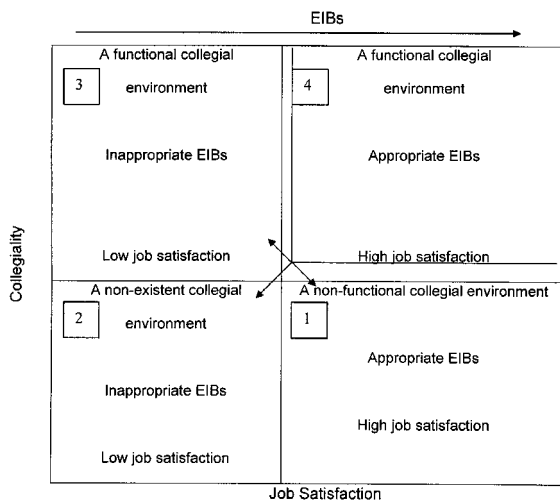 EIBs
A functional collegial
3
environment
Inappropriate EIBs
Low job satisfaction
A functional collegial
4
environment
Appropriate EIBs
High job satisfaction
Collegiality
A non-existent collegial
2
environment
Inappropriate EIBs
Low job satisfaction
A non-functional collegial environment
1
Appropriate EIBs
High job satisfaction
Job Satisfaction